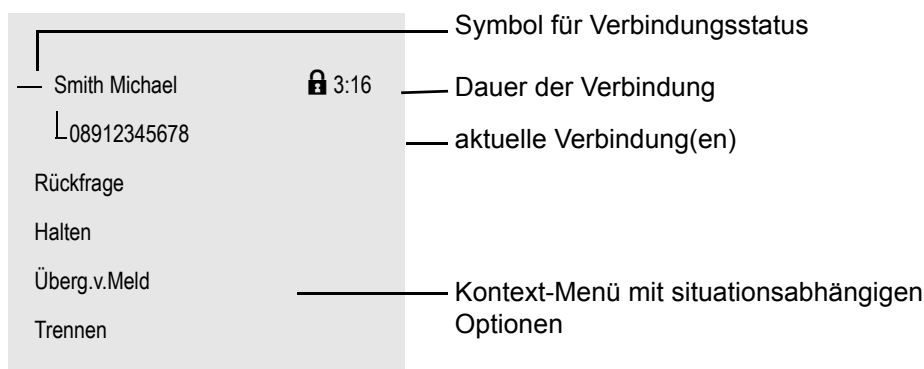 Symbol für Verbindungsstatus
Smith Michael 3:16
Dauer der Verbindung
08912345678
aktuelle Verbindung(en)
Rückfrage
Halten
Überg.v.Meld
Kontext-Menü mit situationsabhängigen
Optionen
Trennen